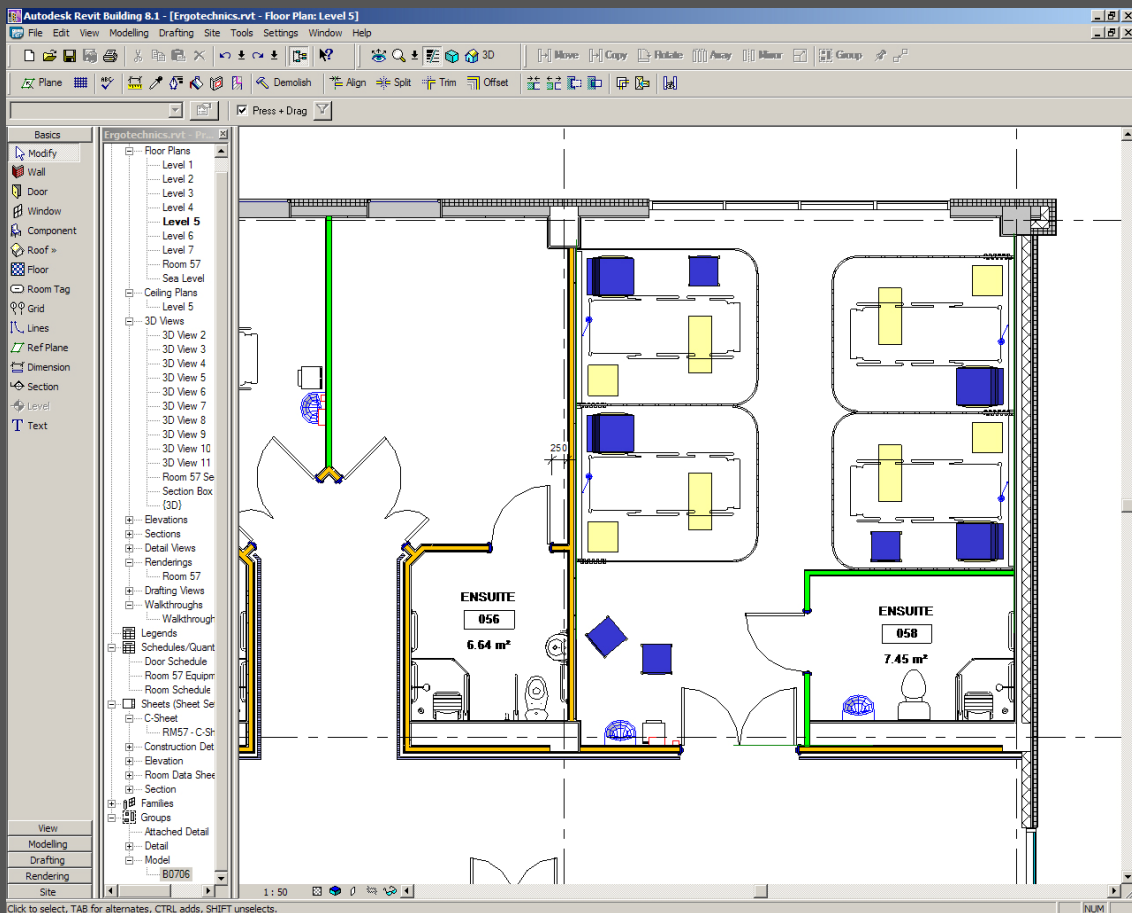 Autodesk Revit Building 8.1 - [Ergotechnics.rvt - Floor Plan: Level 5]
File Edit View Modelling Drafting Site Tools Settings Window Help
3D Move Copy Rotate Array Mirror Group
Plane Demolish Align Split Trim Offset
Press + Drag
Basics
Modify
Wall
Door
Window
Component
Roof »
Floor
Room Tag
Grid
Lines
Ref Plane
Dimension
Section
Level
Text
View
Modelling
Drafting
Rendering
Site
Ergotechnics.rvt - Pr...
Floor Plans
Level 1
Level 2
Level 3
Level 4
Level 5
Level 6
Level 7
Room 57
Sea Level
Ceiling Plans
Level 5
3D Views
3D View 2
3D View 3
3D View 4
3D View 5
3D View 6
3D View 7
3D View 8
3D View 9
3D View 10
3D View 11
Room 57 Se
Section Box
{3D}
Elevations
Sections
Detail Views
Renderings
Room 57
Drafting Views
Walkthroughs
Walkthrough
Legends
Schedules/Quant
Door Schedule
Room 57 Equipm
Room Schedule
Sheets (Sheet Se
C-Sheet
RM57 - C-Sh
Construction Det
Elevation
Room Data Shee
Section
Families
Groups
Attached Detail
Detail
Model
B0706
250
ENSUITE
056
6.64 m²
ENSUITE
058
7.45 m²
1 : 50
Click to select, TAB for alternates, CTRL adds, SHIFT unselects.
NUM